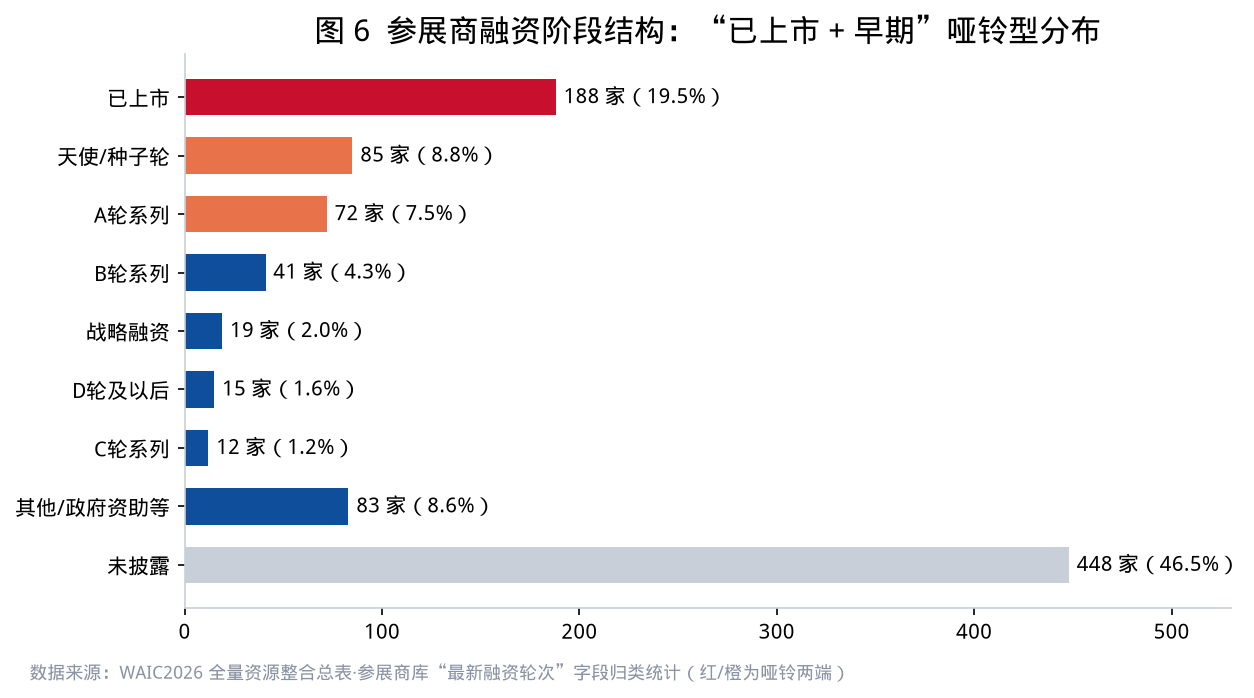 图 6 参展商融资阶段结构：“已上市 + 早期”哑铃型分布
已上市 188 家（19.5%）
天使/种子轮 85 家（8.8%）
A轮系列 72 家（7.5%）
B轮系列 41 家（4.3%）
战略融资 19 家（2.0%）
D轮及以后 15 家（1.6%）
C轮系列 12 家（1.2%）
其他/政府资助等 83 家（8.6%）
未披露 448 家（46.5%）
0 100 200 300 400 500
数据来源：WAIC2026 全量资源整合总表·参展商库“最新融资轮次”字段归类统计（红/橙为哑铃两端）